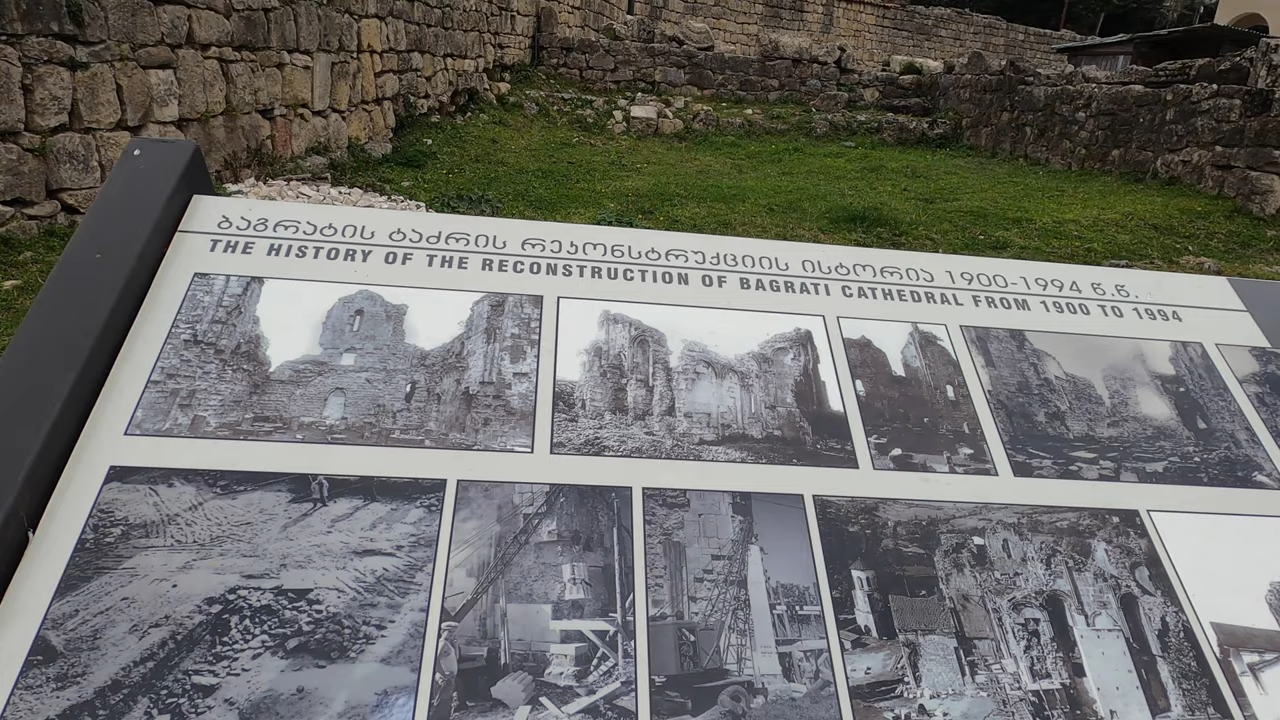 ᲑᲐᲒᲠᲐᲢᲘᲡ ᲢᲐᲫᲠᲘᲡ ᲠᲔᲙᲝᲜᲡᲢᲠᲣᲥᲪᲘᲘᲡ ᲘᲡᲢᲝᲠᲘᲐ 1900-1994 Წ.Წ.
THE HISTORY OF THE RECONSTRUCTION OF BAGRATI CATHEDRAL FROM 1900 TO 1994